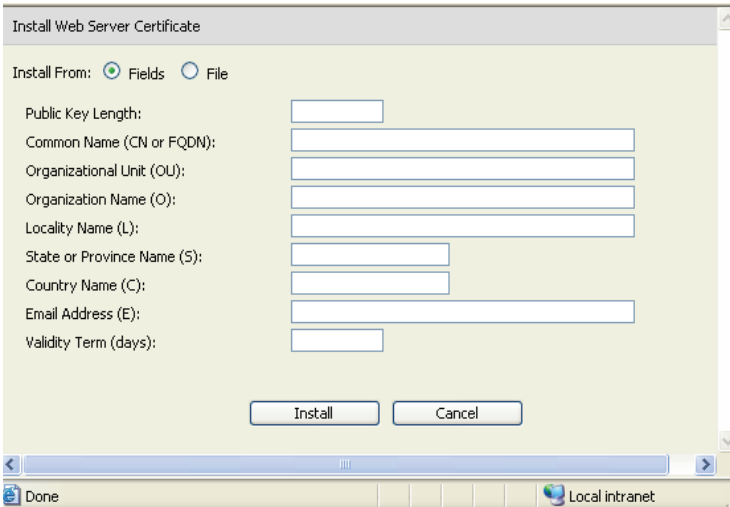 Install Web Server Certificate
Install From: Fields File
Public Key Length:
Common Name (CN or FQDN):
Organizational Unit (OU):
Organization Name (O):
Locality Name (L):
State or Province Name (S):
Country Name (C):
Email Address (E):
Validity Term (days):
Install Cancel
Done Local intranet